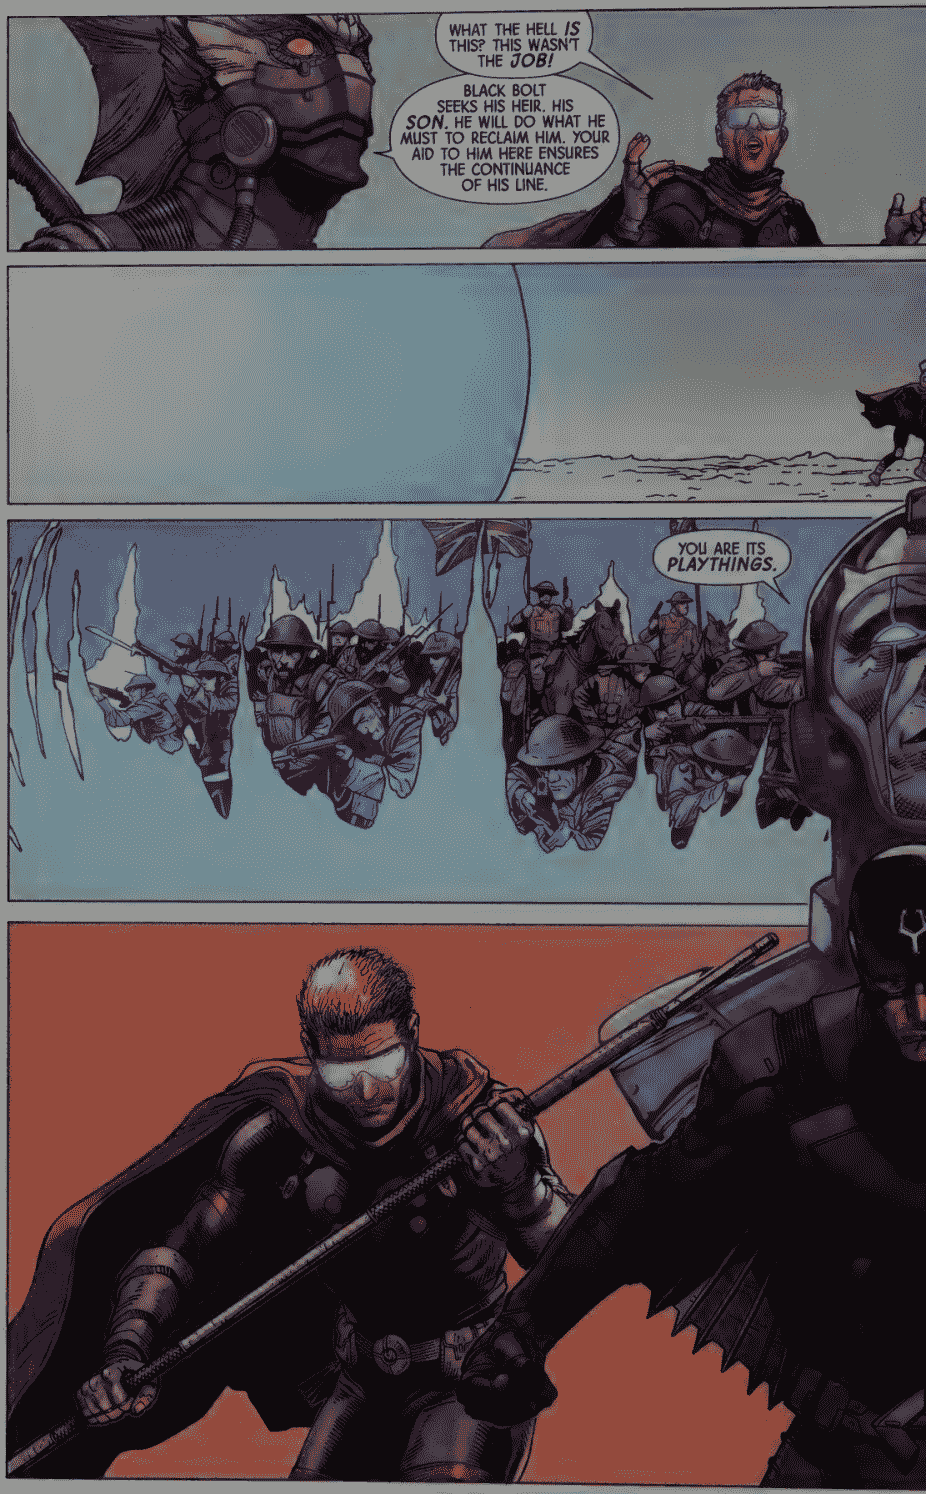 WHAT THE HELL IS
THIS? THIS WASN'T
THE JOB!
BLACK BOLT
SEEKS HIS HEIR. HIS
SON. HE WILL DO WHAT HE
MUST TO RECLAIM HIM. YOUR
AID TO HIM HERE ENSURES
THE CONTINUANCE
OF HIS LINE.
YOU ARE ITS
PLAYTHINGS.